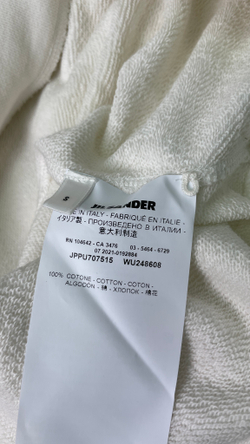 S
JIL SANDER
IN ITALY - FABRIQUÉ EN ITALIE -
イタリア製 - ПРОИЗВЕДЕНО В ИТАЛИИ -
意大利制造
RN 104642 - CA 3476 03 - 5464 - 6729
07 2021-0192884
JPPU707515 WU248608
100% COTONE - COTTON - COTON -
ALGODON - 綿 - ХЛОПОК - 棉花